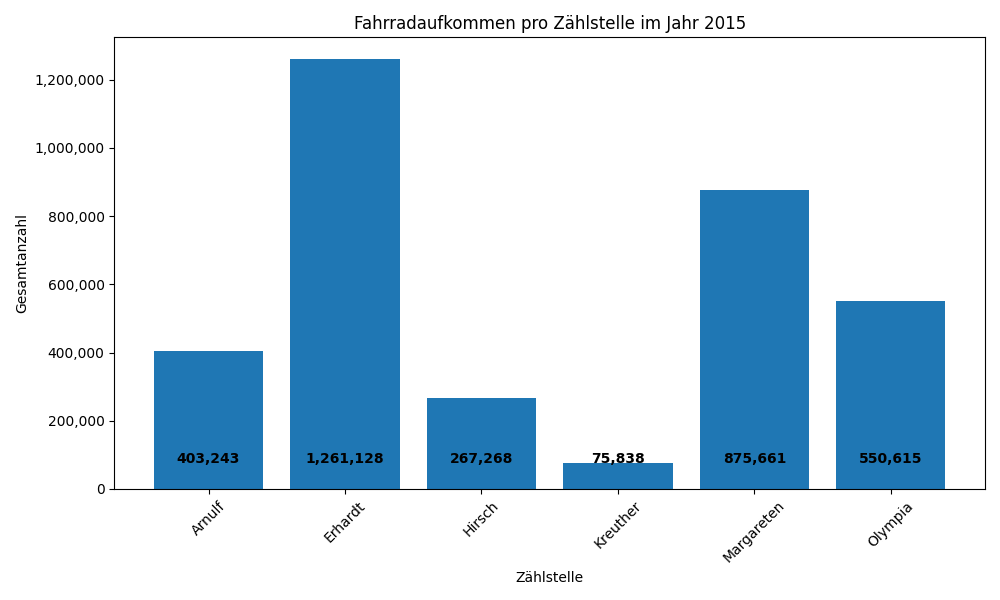 Fahrradaufkommen pro Zählstelle im Jahr 2015
Gesamtanzahl
1,200,000
1,000,000
800,000
600,000
400,000
200,000
0
403,243
1,261,128
267,268
75,838
875,661
550,615
Arnulf
Erhardt
Hirsch
Kreuther
Margareten
Olympia
Zählstelle